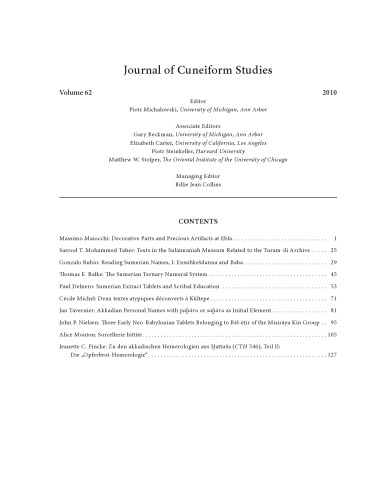 Journal of Cuneiform Studies
Volume 62 2010
Editor
Piotr Michalowski, University of Michigan, Ann Arbor
Associate Editors
Gary Beckman, University of Michigan, Ann Arbor
Elizabeth Carter, University of California, Los Angeles
Piotr Steinkeller, Harvard University
Matthew W. Stolper, The Oriental Institute of the University of Chicago
Managing Editor
Billie Jean Collins
CONTENTS
Massimo Maiocchi: Decorative Parts and Precious Artifacts at Ebla. 1
Sarood T. Mohammed Taher: Texts in the Sulaimaniah Museum Related to the Turam-ili Archive 25
Gonzalo Rubio: Reading Sumerian Names, I: Ensuhkešdanna and Baba 29
Thomas E. Balke: The Sumerian Ternary Numeral System 45
Paul Delnero: Sumerian Extract Tablets and Scribal Education 53
Cécile Michel: Deux textes atypiques découverts à Kültepe 71
Jan Tavernier: Akkadian Personal Names with paḫāru or saḫāru as Initial Element 81
John P. Nielsen: Three Early Neo-Babylonian Tablets Belonging to Bēl-ēṭir of the Misirāya Kin Group 95
Alice Mouton: Sorcellerie hittite 105
Jeanette C. Fincke: Zu den akkadischen Hemerologien aus Ḫattuša (CTH 546), Teil II:
Die „Opferbrot-Hemerologie“ 127